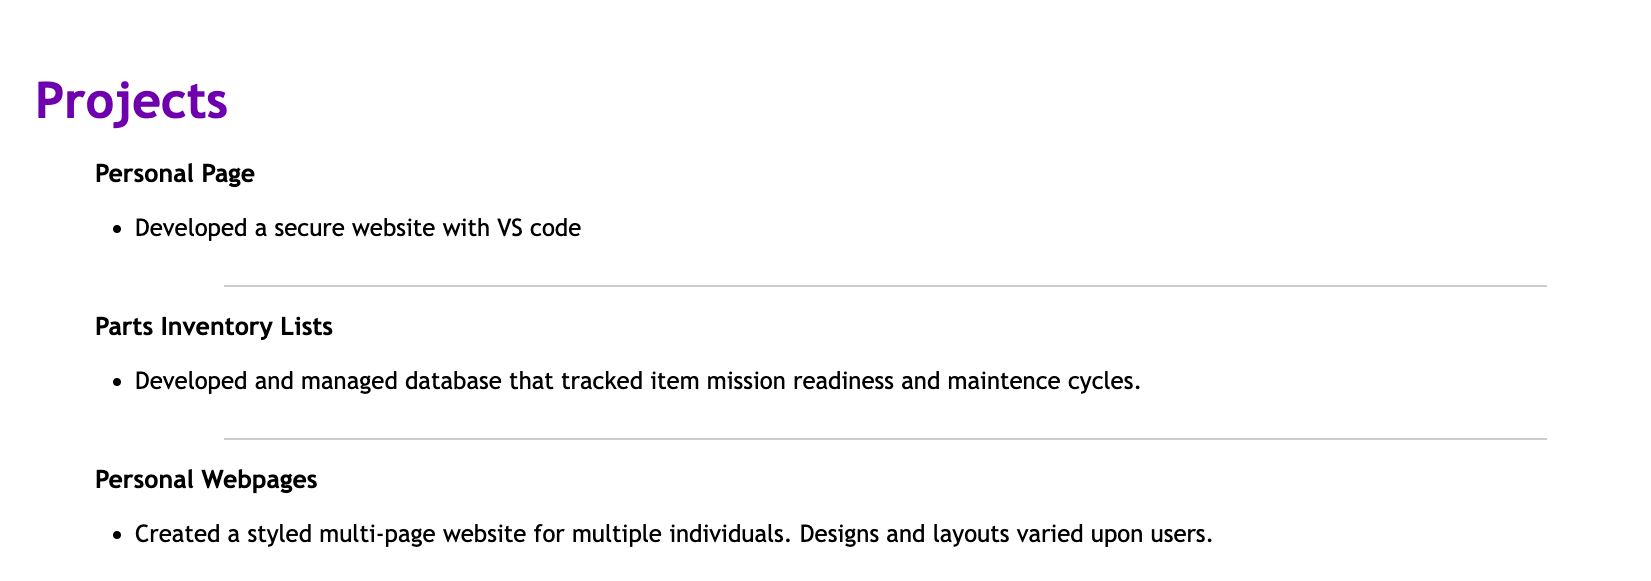 Projects
Personal Page
• Developed a secure website with VS code
Parts Inventory Lists
• Developed and managed database that tracked item mission readiness and maintence cycles.
Personal Webpages
• Created a styled multi-page website for multiple individuals. Designs and layouts varied upon users.